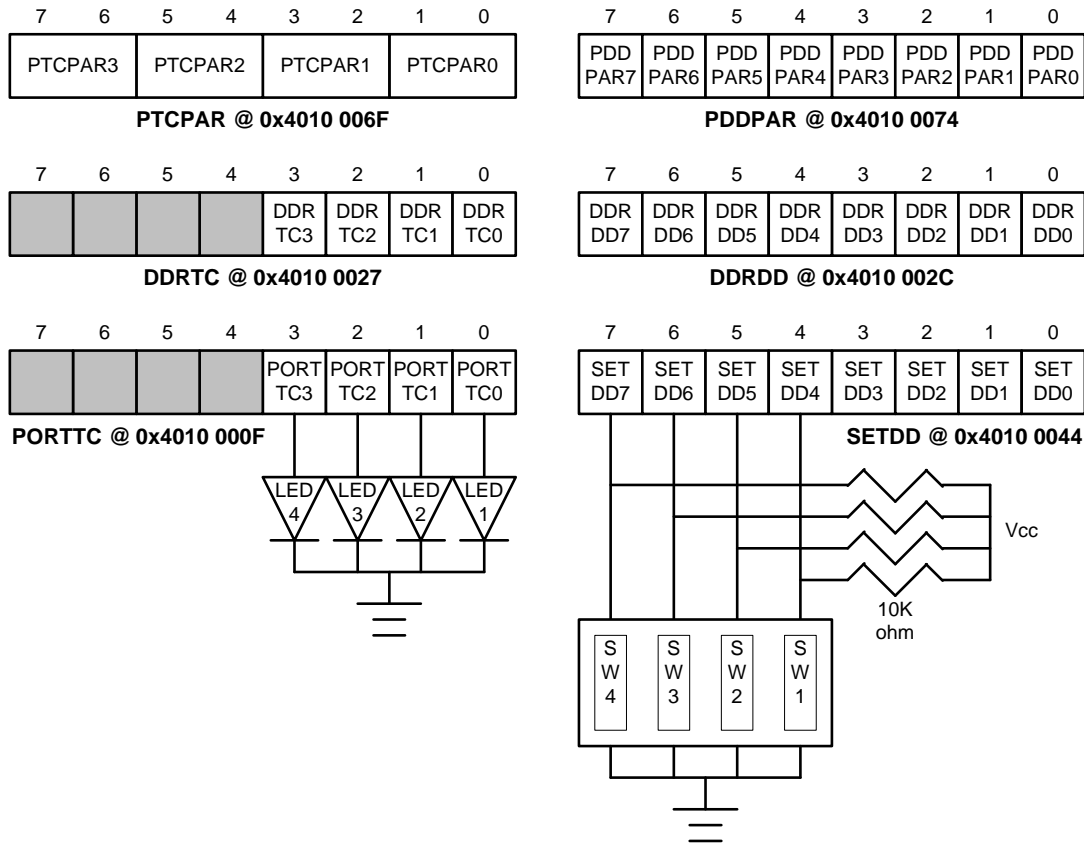 7 6 5 4 3 2 1 0
PTCPAR3 PTCPAR2 PTCPAR1 PTCPAR0
PTCPAR @ 0x4010 006F
7 6 5 4 3 2 1 0
PDD PDD PDD PDD PDD PDD PDD PDD
PAR7 PAR6 PAR5 PAR4 PAR3 PAR2 PAR1 PAR0
PDDPAR @ 0x4010 0074
7 6 5 4 3 2 1 0
DDR DDR DDR DDR
TC3 TC2 TC1 TC0
DDRTC @ 0x4010 0027
7 6 5 4 3 2 1 0
DDR DDR DDR DDR DDR DDR DDR DDR
DD7 DD6 DD5 DD4 DD3 DD2 DD1 DD0
DDRDD @ 0x4010 002C
7 6 5 4 3 2 1 0
PORT PORT PORT PORT
TC3 TC2 TC1 TC0
PORTTC @ 0x4010 000F
LED LED LED LED
4 3 2 1
7 6 5 4 3 2 1 0
SET SET SET SET SET SET SET SET
DD7 DD6 DD5 DD4 DD3 DD2 DD1 DD0
SETDD @ 0x4010 0044
Vcc
10K
ohm
S S S S
W W W W
4 3 2 1